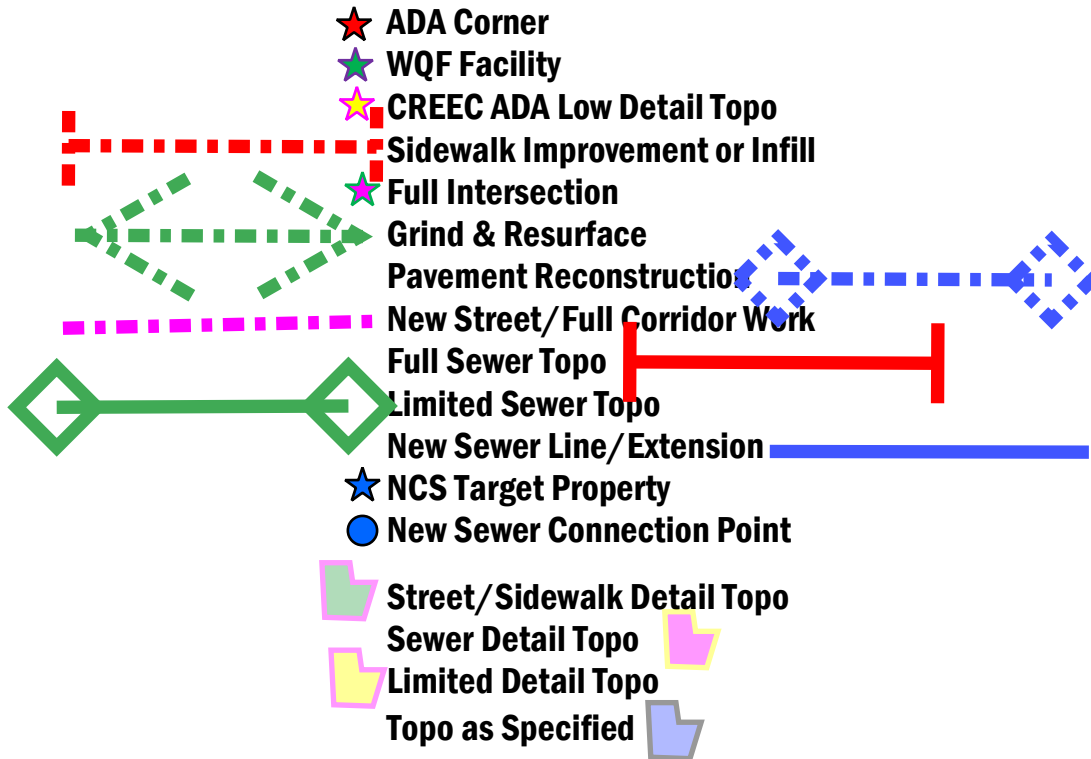 ADA Corner
WQF Facility
CREEC ADA Low Detail Topo
Sidewalk Improvement or Infill
Full Intersection
Grind & Resurface
Pavement Reconstruction
New Street/Full Corridor Work
Full Sewer Topo
Limited Sewer Topo
New Sewer Line/Extension
NCS Target Property
New Sewer Connection Point
Street/Sidewalk Detail Topo
Sewer Detail Topo
Limited Detail Topo
Topo as Specified